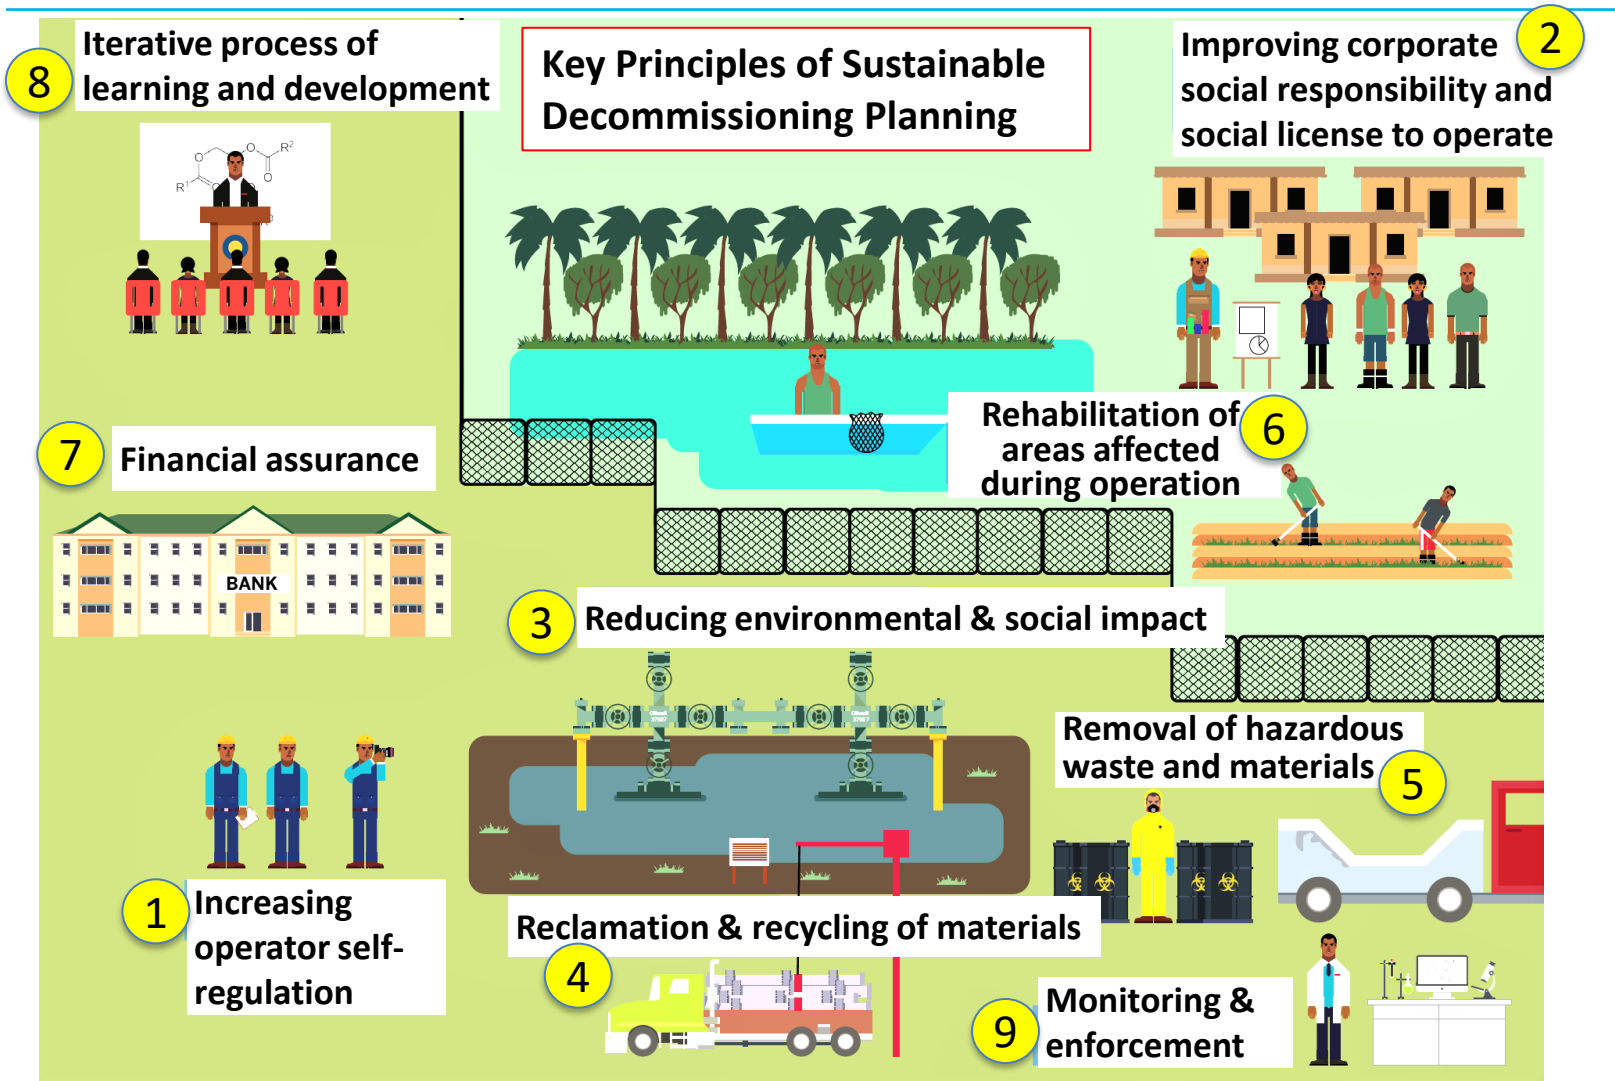 Key Principles of Sustainable
Decommissioning Planning
8
Iterative process of
learning and development
O
O
R²
R¹
O
O
2
Improving corporate
social responsibility and
social license to operate
7
Financial assurance
BANK
Rehabilitation of
areas affected
during operation
6
3
Reducing environmental & social impact
Removal of hazardous
waste and materials
5
1
Increasing
operator self-
regulation
Reclamation & recycling of materials
4
9
Monitoring &
enforcement